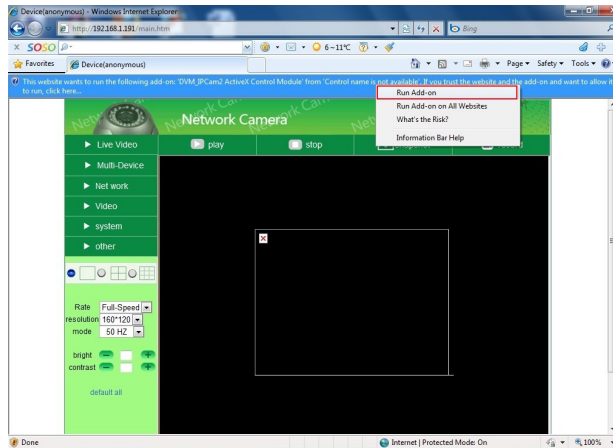 Device(anonymous) - Windows Internet Explorer
http://192.168.1.191/main.htm
Bing
SOSO
6~11℃
Favorites
Device(anonymous)
Page Safety Tools
This website wants to run the following add-on: 'DVM_IPCam2 ActiveX Control Module' from 'Control name is not available'. If you trust the website and the add-on and want to allow it
to run, click here...
Run Add-on
Run Add-on on All Websites
What's the Risk?
Information Bar Help
Network Camera
Live Video
play
stop
Multi-Device
Net work
Video
system
other
Rate Full-Speed
resolution 160*120
mode 50 HZ
bright
contrast
default all
Done
Internet | Protected Mode: On
100%